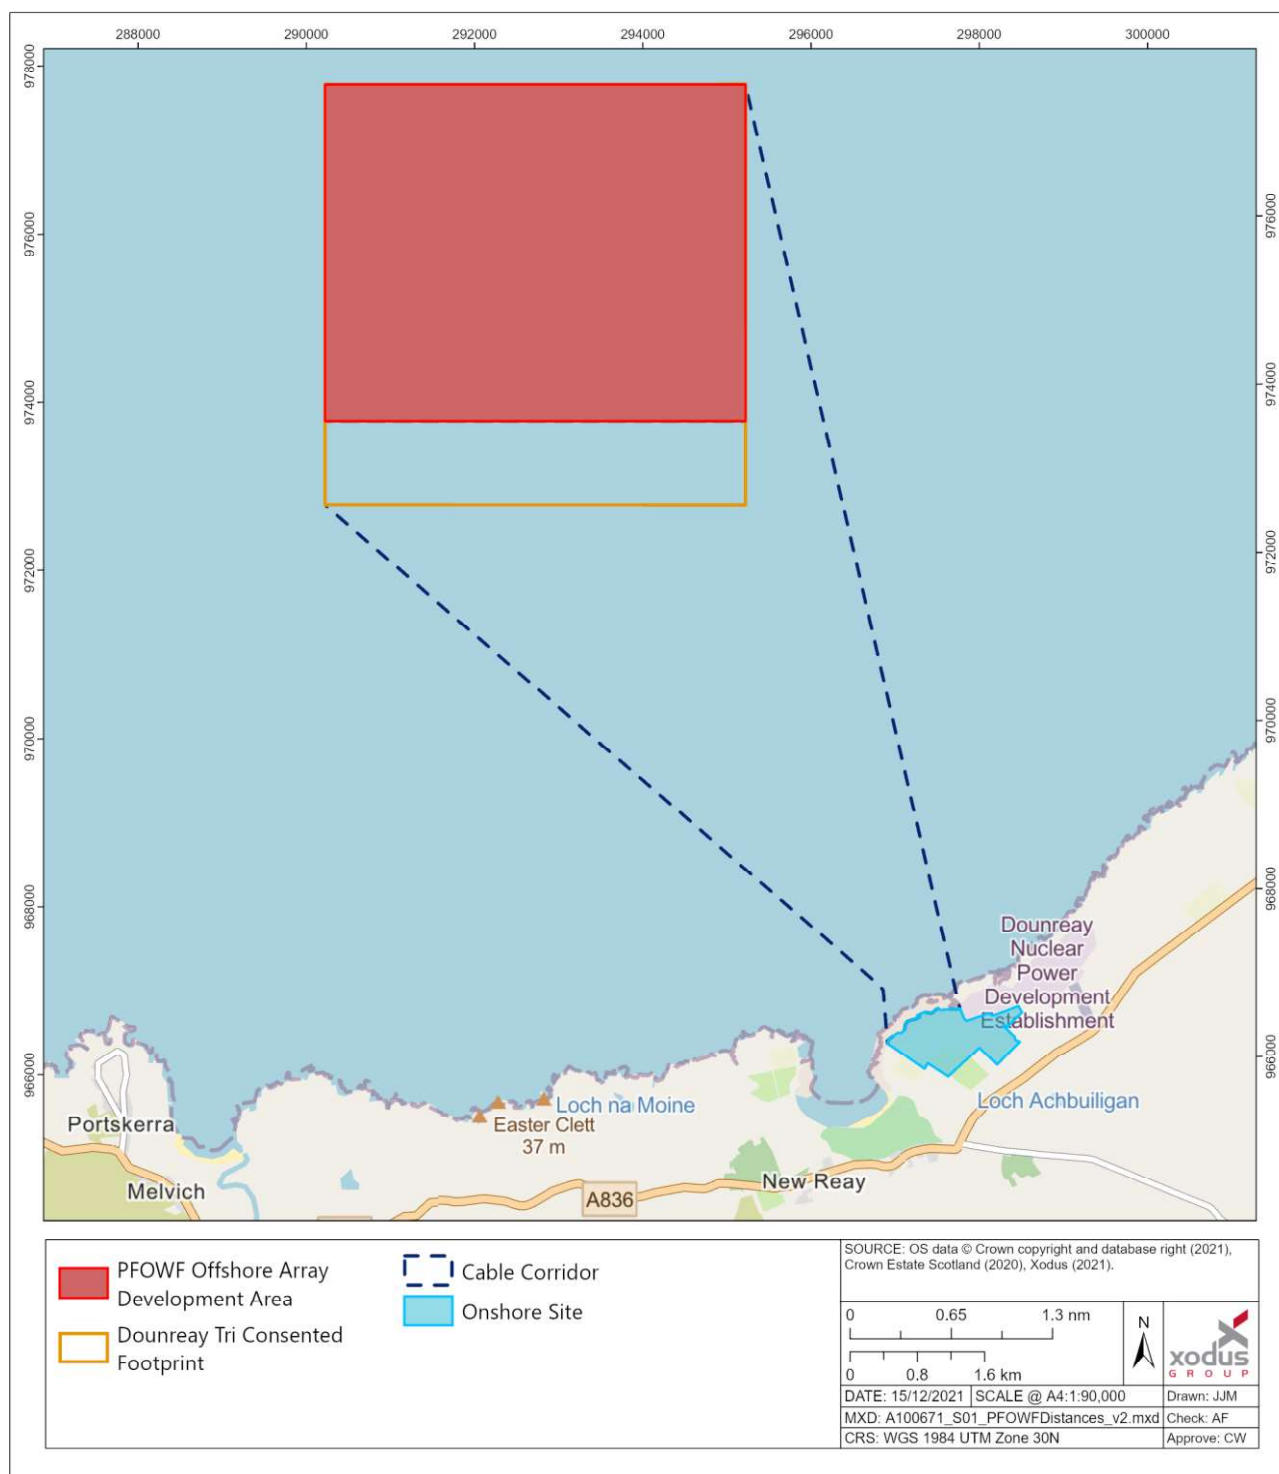 288000
290000
292000
294000
296000
298000
300000
978000
976000
974000
972000
970000
968000
966000
976000
974000
972000
970000
968000
966000
Dounreay
Nuclear
Power
Development
Establishment
Loch Achbuiligan
Loch na Moine
Easter Clett
37 m
Portskerra
Melvich
New Reay
A836
PFOWF Offshore Array
Development Area
Dounreay Tri Consented
Footprint
Cable Corridor
Onshore Site
SOURCE: OS data © Crown copyright and database right (2021),
Crown Estate Scotland (2020), Xodus (2021).
0 0.65 1.3 nm
0 0.8 1.6 km
N
xodus
GROUP
DATE: 15/12/2021 SCALE @ A4:1:90,000 Drawn: JJM
MXD: A100671_S01_PFOWFDistances_v2.mxd Check: AF
CRS: WGS 1984 UTM Zone 30N Approve: CW